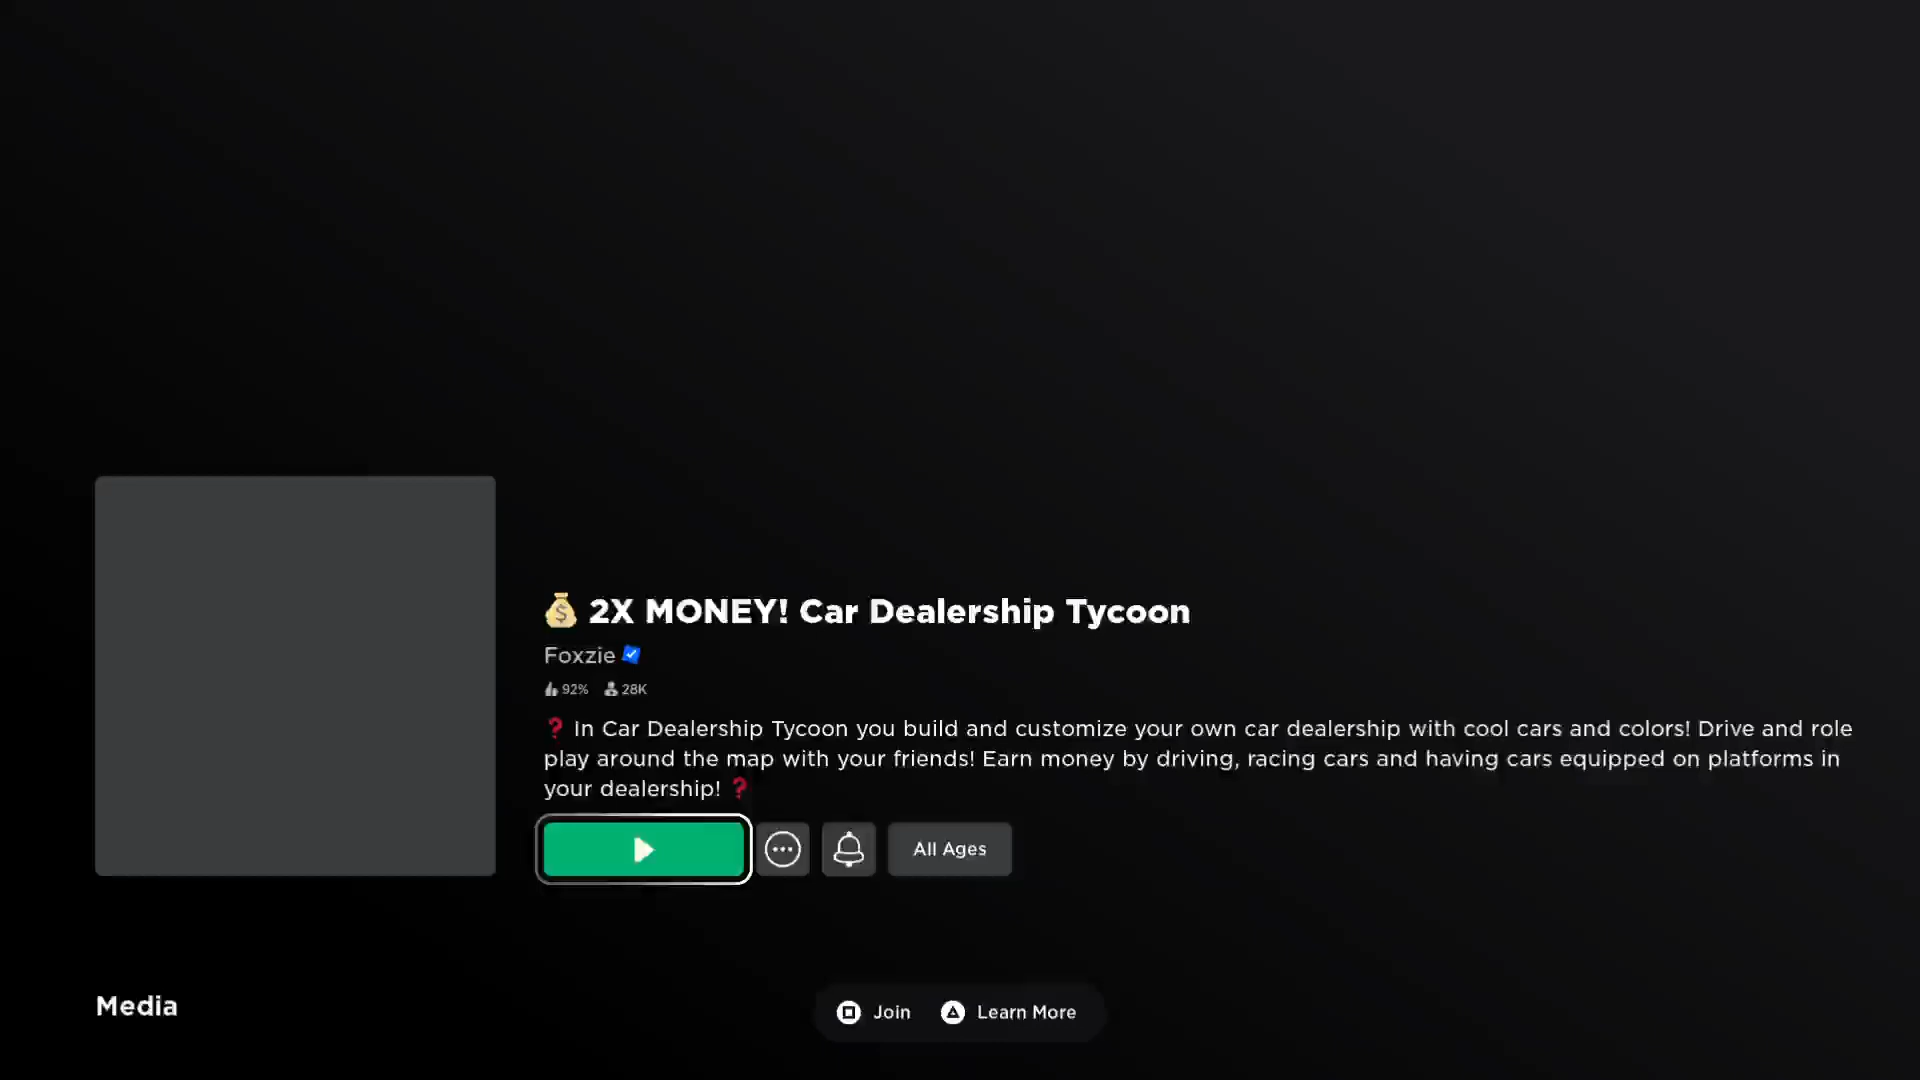 💰 2X MONEY! Car Dealership Tycoon
Foxzie
92% 28K
❓ In Car Dealership Tycoon you build and customize your own car dealership with cool cars and colors! Drive and role
play around the map with your friends! Earn money by driving, racing cars and having cars equipped on platforms in
your dealership! ❓
All Ages
Media
Join Learn More